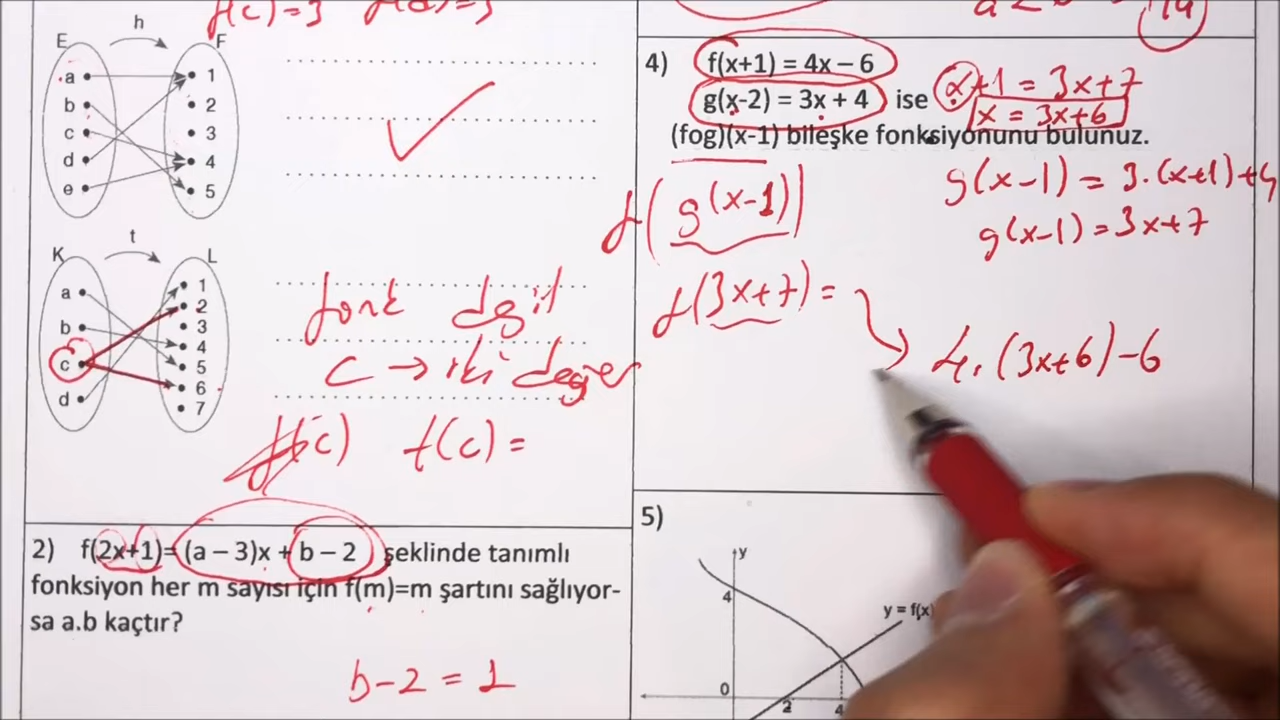 f(c)=3
h
E
F
a
b
c
d
e
1
2
3
4
5
t
K
L
a
b
c
d
1
2
3
4
5
6
7
fonk değil
c → iki değer
f(c) f(c) =
2) f(2x+1)= (a – 3)x + b – 2 şeklinde tanımlı
fonksiyon her m sayısı için f(m)=m şartını sağlıyor-
sa a.b kaçtır?
b-2 = 1
14
4) f(x+1) = 4x – 6
g(x-2) = 3x + 4 ise
x+1 = 3x+7
x = 3x+6
(fog)(x-1) bileşke fonksiyonunu bulunuz.
f(g(x-1))
g(x-1) = 3.(x+1)+4
g(x-1) = 3x+7
f(3x+7) =
4.(3x+6)-6
5)
y
4
y = f(x)
0
2
4